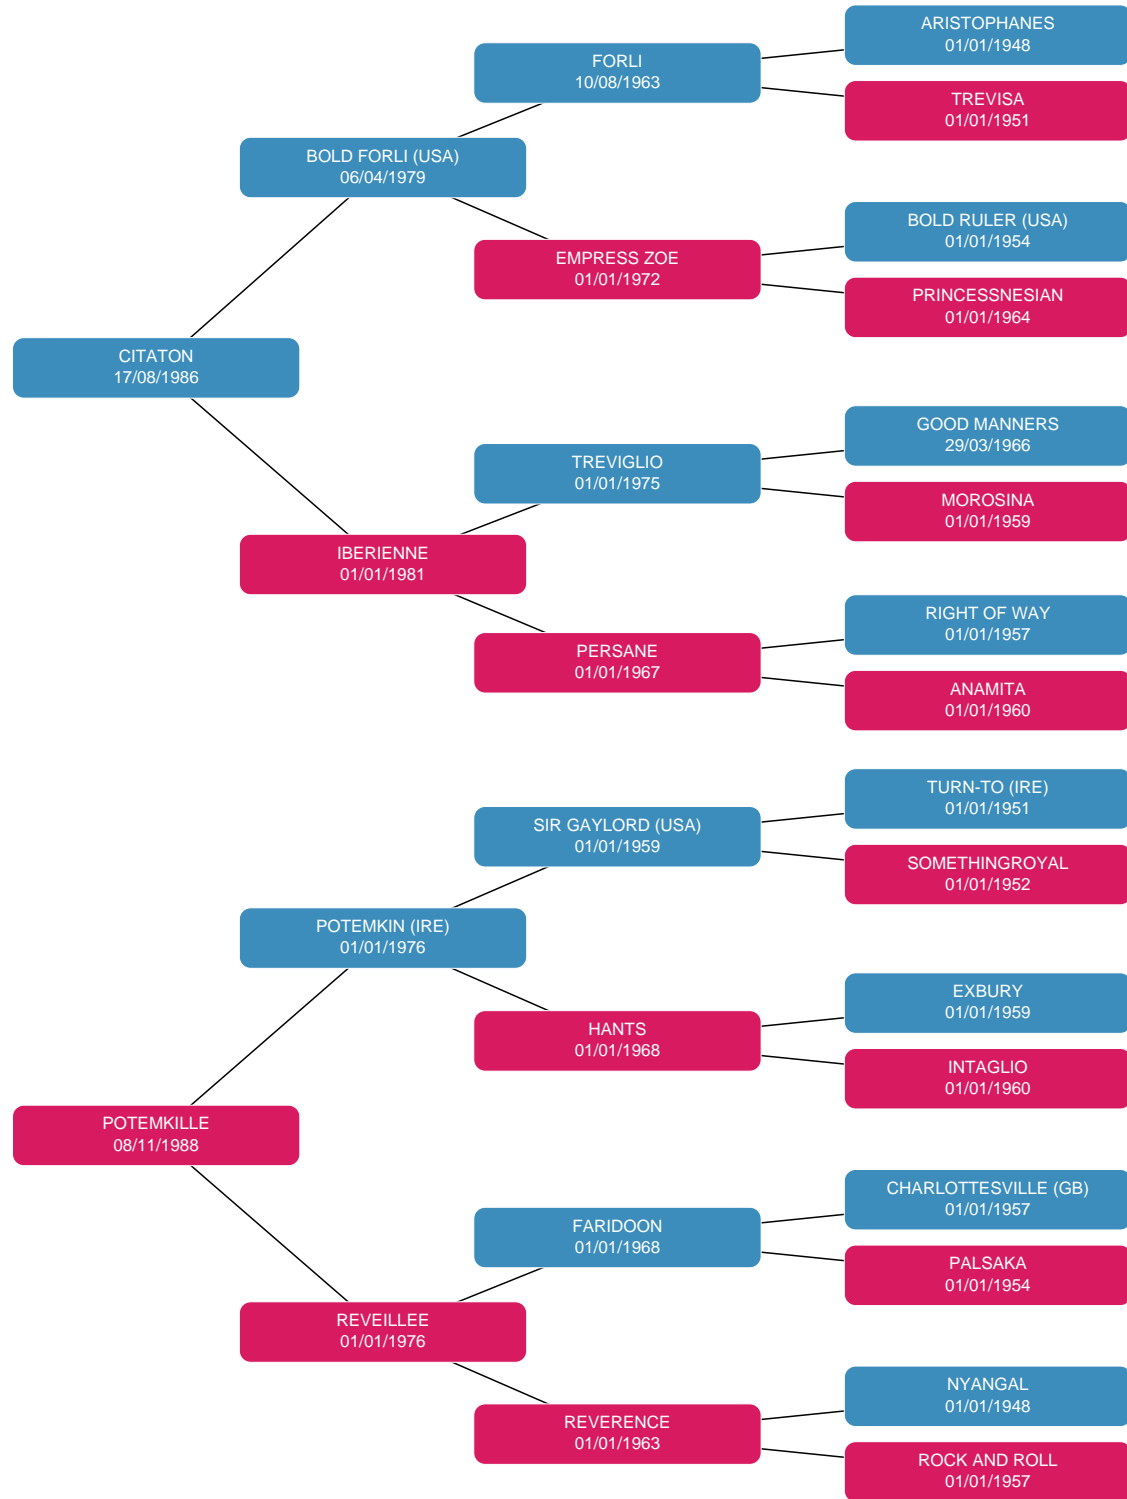 ARISTOPHANES
01/01/1948
FORLI
10/08/1963
TREVISA
01/01/1951
BOLD FORLI (USA)
06/04/1979
BOLD RULER (USA)
01/01/1954
EMPRESS ZOE
01/01/1972
PRINCESSNESIAN
01/01/1964
CITATON
17/08/1986
GOOD MANNERS
29/03/1966
TREVIGLIO
01/01/1975
MOROSINA
01/01/1959
IBERIENNE
01/01/1981
RIGHT OF WAY
01/01/1957
PERSANE
01/01/1967
ANAMITA
01/01/1960
TURN-TO (IRE)
01/01/1951
SIR GAYLORD (USA)
01/01/1959
SOMETHINGROYAL
01/01/1952
POTEMKIN (IRE)
01/01/1976
EXBURY
01/01/1959
HANTS
01/01/1968
INTAGLIO
01/01/1960
POTEMKILLE
08/11/1988
CHARLOTTESVILLE (GB)
01/01/1957
FARIDOON
01/01/1968
PALSAKA
01/01/1954
REVEILLEE
01/01/1976
NYANGAL
01/01/1948
REVERENCE
01/01/1963
ROCK AND ROLL
01/01/1957